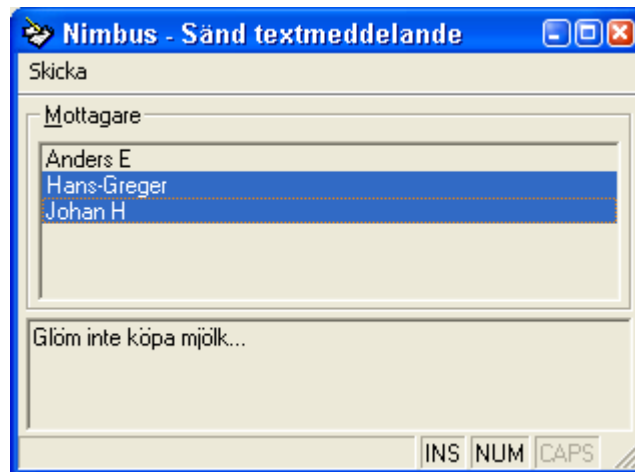 Nimbus - Sänd textmeddelande
Skicka
Mottagare
Anders E
Hans-Greger
Johan H
Glöm inte köpa mjölk...
INS NUM CAPS